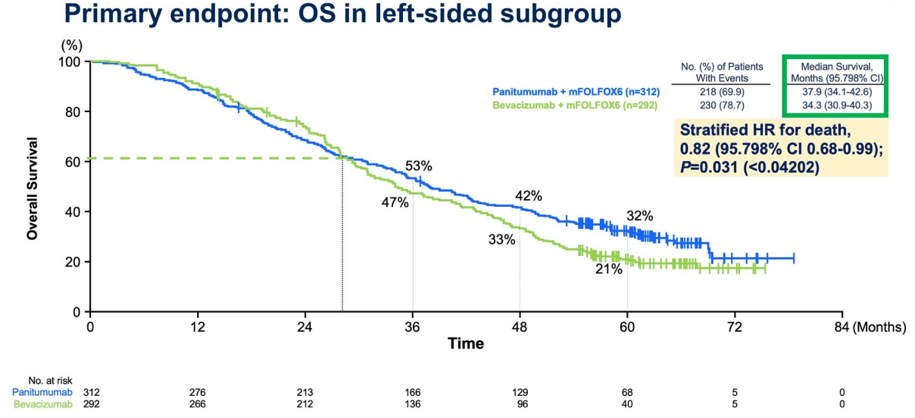 Primary endpoint: OS in left-sided subgroup
(%)
100
80
60
40
20
0
Overall Survival
No. (%) of Patients
With Events
Median Survival,
Months (95.798% CI)
Panitumumab + mFOLFOX6 (n=312) 218 (69.9) 37.9 (34.1-42.6)
Bevacizumab + mFOLFOX6 (n=292) 230 (78.7) 34.3 (30.9-40.3)
Stratified HR for death,
0.82 (95.798% CI 0.68-0.99);
P=0.031 (<0.04202)
53%
47%
42%
33%
32%
21%
0 12 24 36 48 60 72 84 (Months)
Time
No. at risk
Panitumumab 312 276 213 166 129 68 5 0
Bevacizumab 292 266 212 136 96 40 5 0